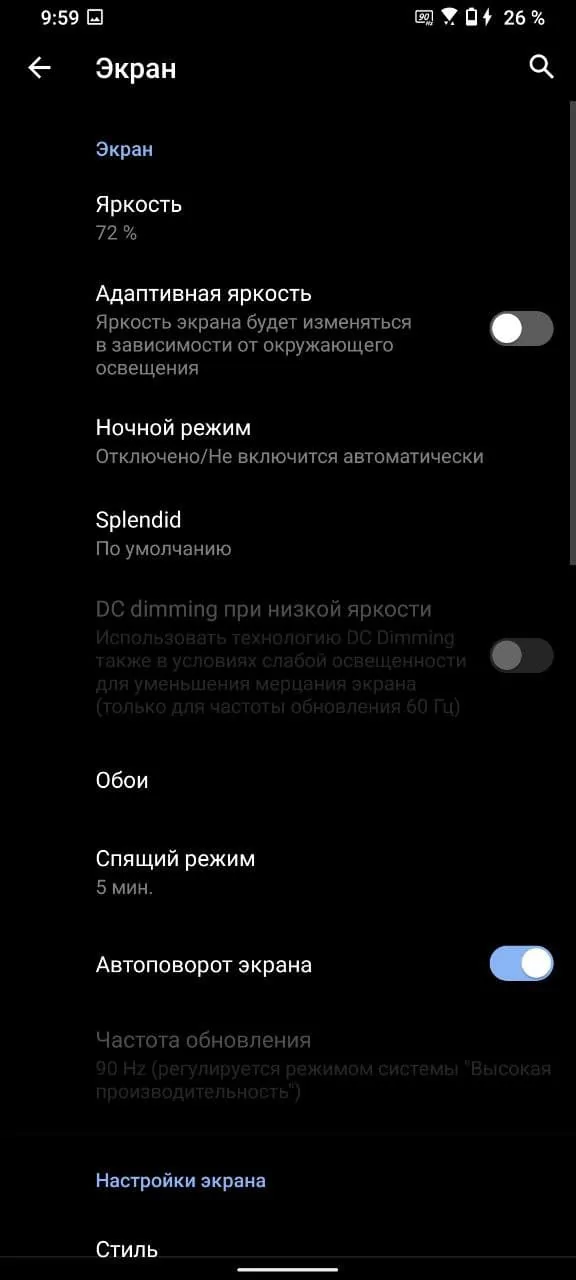 9:59 90 Hz 26 %
Экран
Экран
Яркость
72 %
Адаптивная яркость
Яркость экрана будет изменяться
в зависимости от окружающего
освещения
Ночной режим
Отключено/Не включится автоматически
Splendid
По умолчанию
DC dimming при низкой яркости
Использовать технологию DC Dimming
также в условиях слабой освещенности
для уменьшения мерцания экрана
(только для частоты обновления 60 Гц)
Обои
Спящий режим
5 мин.
Автоповорот экрана
Частота обновления
90 Hz (регулируется режимом системы "Высокая
производительность")
Настройки экрана
Стиль